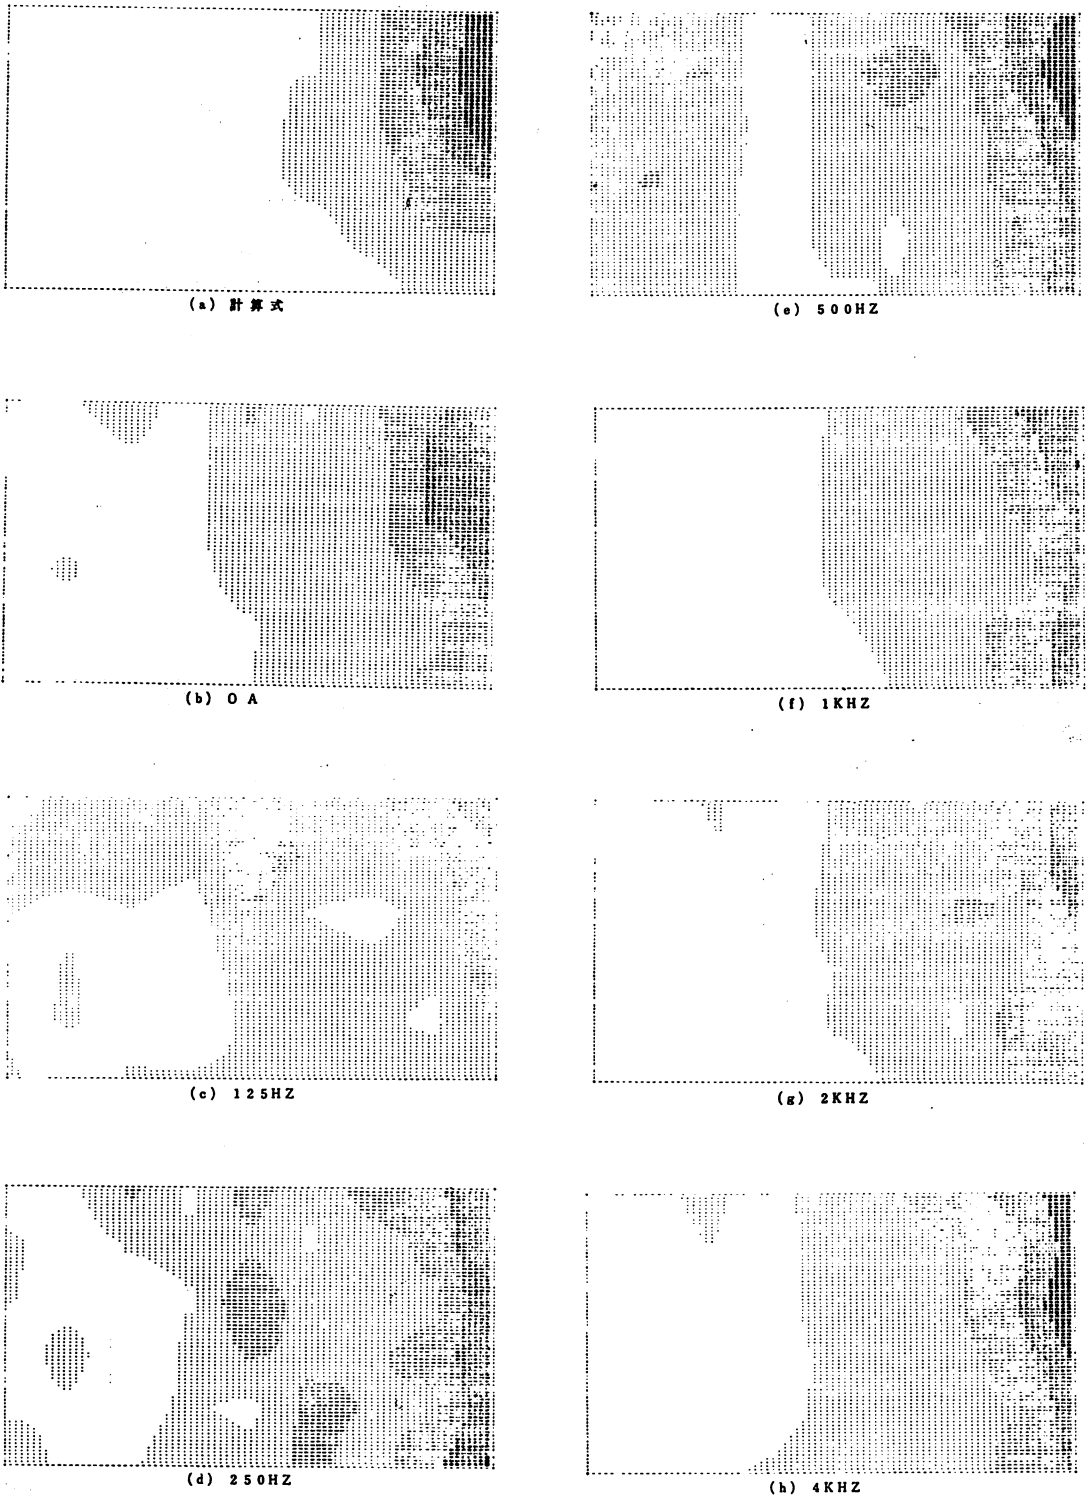 (a) 計算式
(b) O A
(c) 125HZ
(d) 250HZ
(e) 500HZ
(f) 1KHZ
(g) 2KHZ
(h) 4KHZ